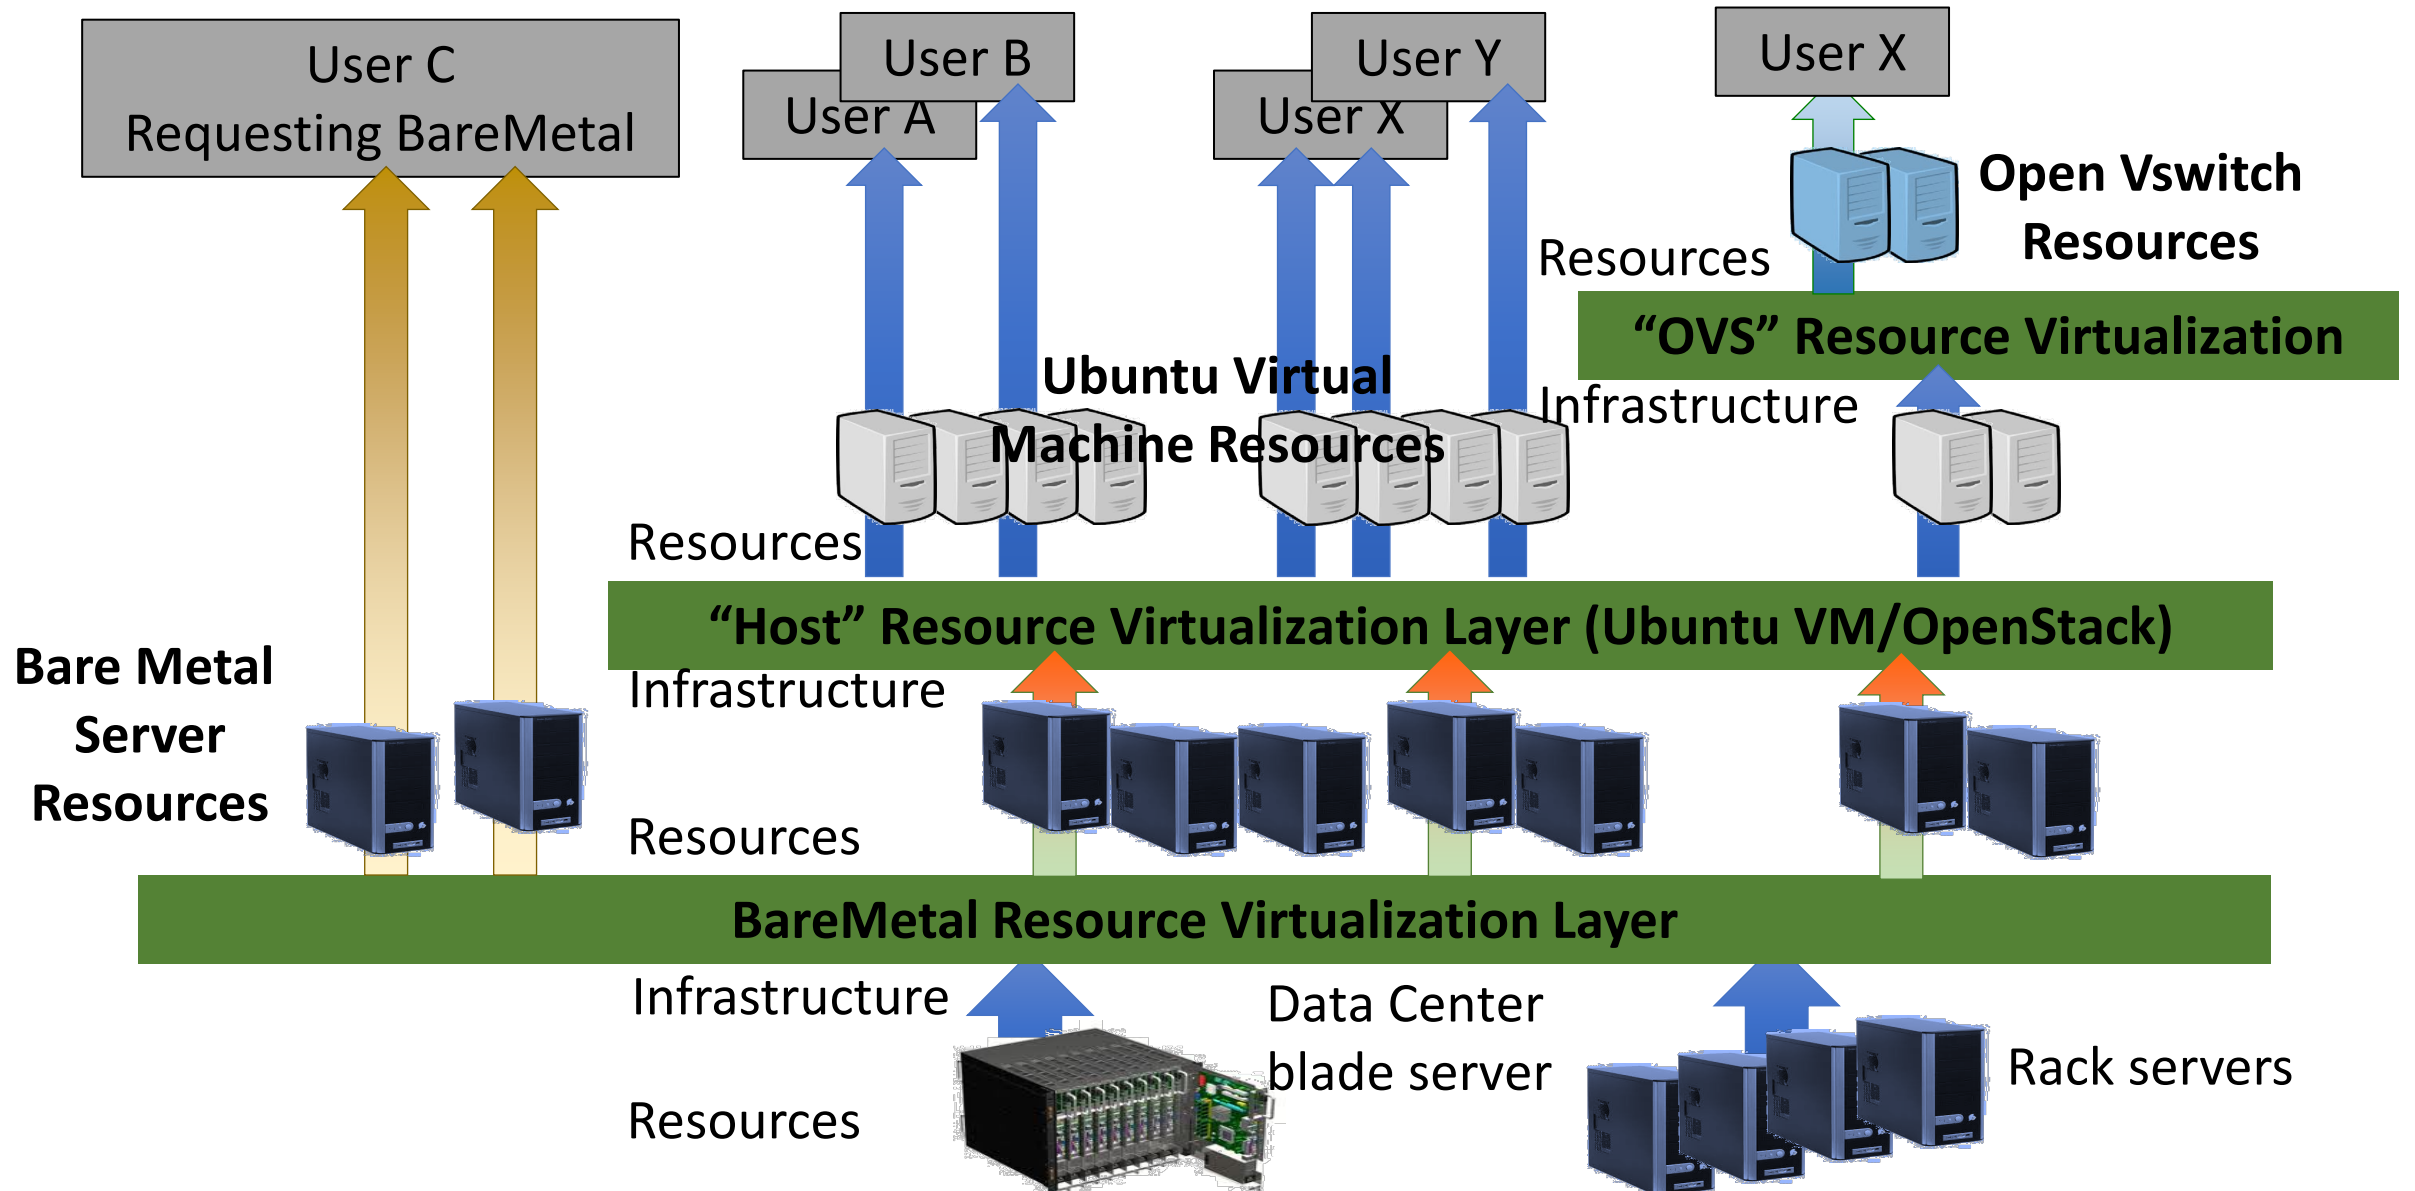 User C
Requesting BareMetal
User B
User A
User Y
User X
User X
Open Vswitch
Resources
Resources
“OVS” Resource Virtualization
Infrastructure
Ubuntu Virtual
Machine Resources
Resources
“Host” Resource Virtualization Layer (Ubuntu VM/OpenStack)
Infrastructure
Bare Metal
Server
Resources
Resources
BareMetal Resource Virtualization Layer
Infrastructure
Data Center
blade server
Rack servers
Resources